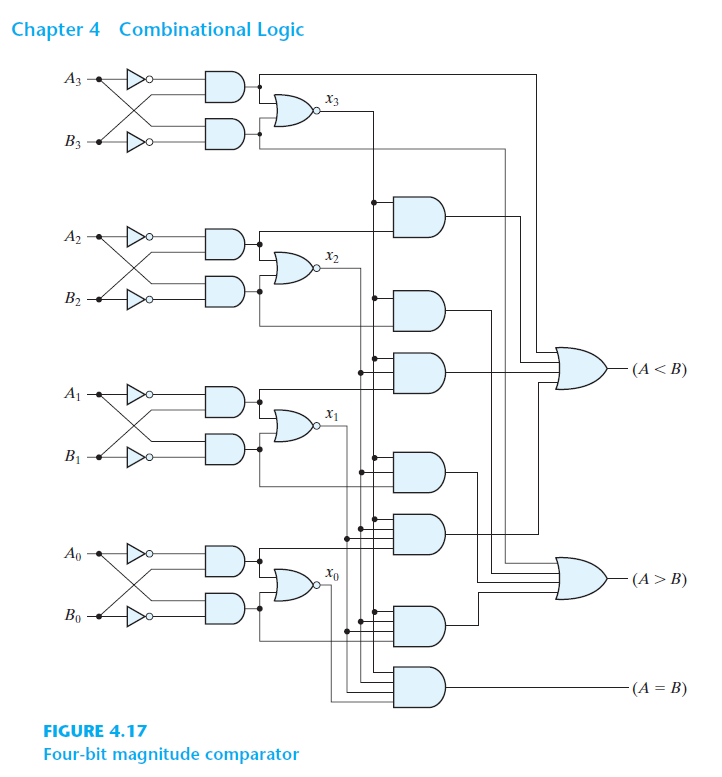 Chapter 4 Combinational Logic
A3
x3
B3
A2
x2
B2
(A < B)
A1
x1
B1
A0
x0
(A > B)
B0
(A = B)
FIGURE 4.17
Four-bit magnitude comparator